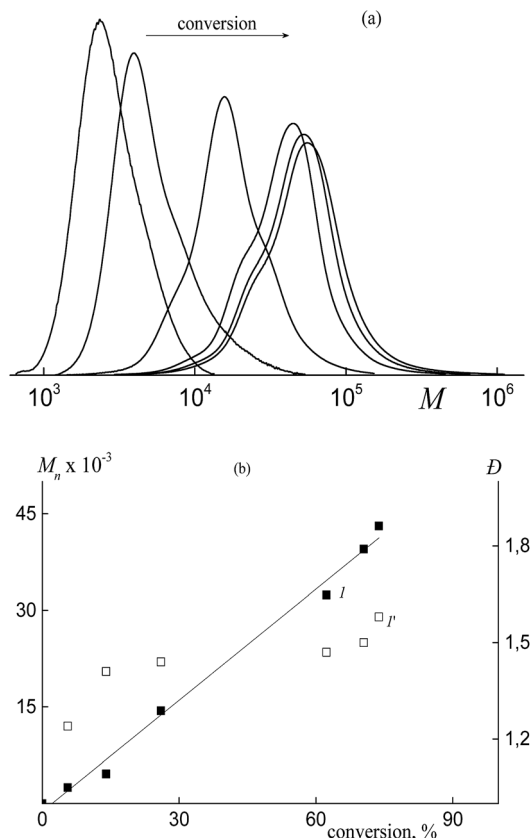 conversion (a)
10³ 10⁴ 10⁵ M 10⁶
Mₙ x 10⁻³ (b) Đ
45
1,8
30
1
1'
1,5
15
1,2
0 30 60 90
conversion, %